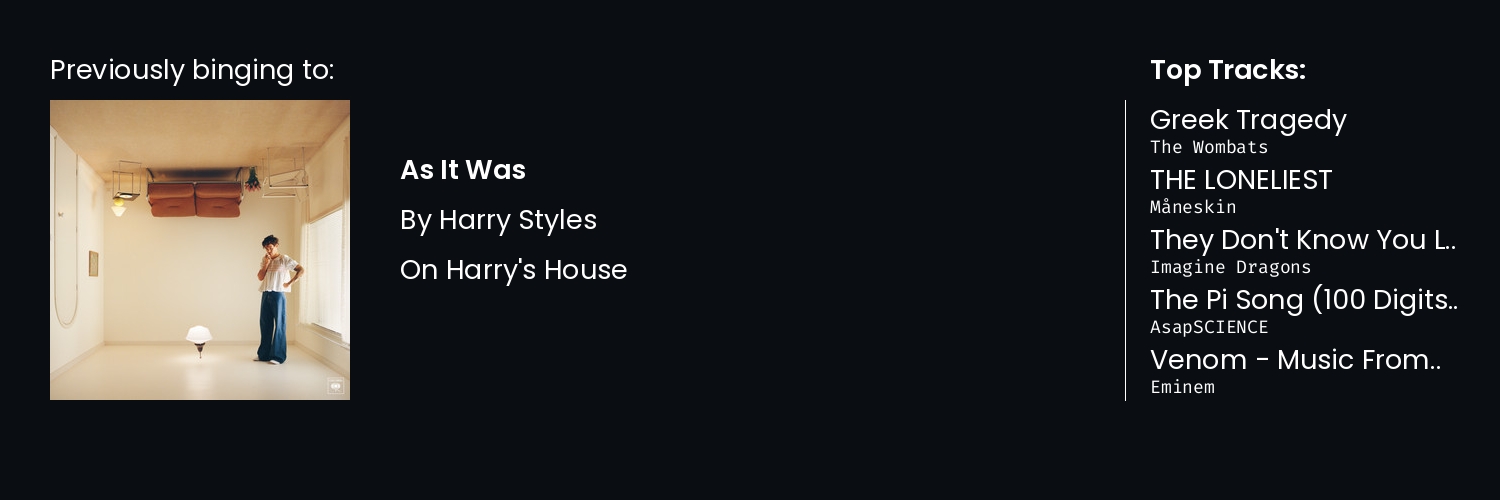 Previously binging to:
As It Was
By Harry Styles
On Harry's House
Top Tracks:
Greek Tragedy
The Wombats
THE LONELIEST
Måneskin
They Don't Know You L..
Imagine Dragons
The Pi Song (100 Digits..
AsapSCIENCE
Venom - Music From..
Eminem